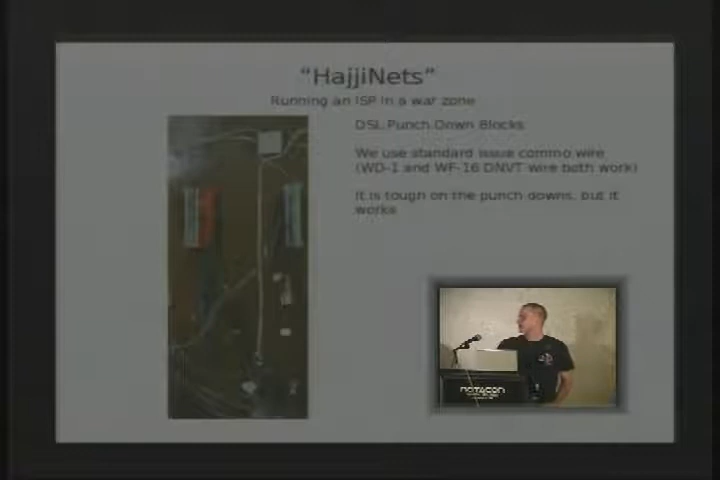 “HajjiNets”
Running an ISP in a war zone
DSL Punch Down Blocks
We use standard issue commo wire
(WD-1 and WF-16 DNVT wire both work)
It is tough on the punch downs, but it
works
NOTACON